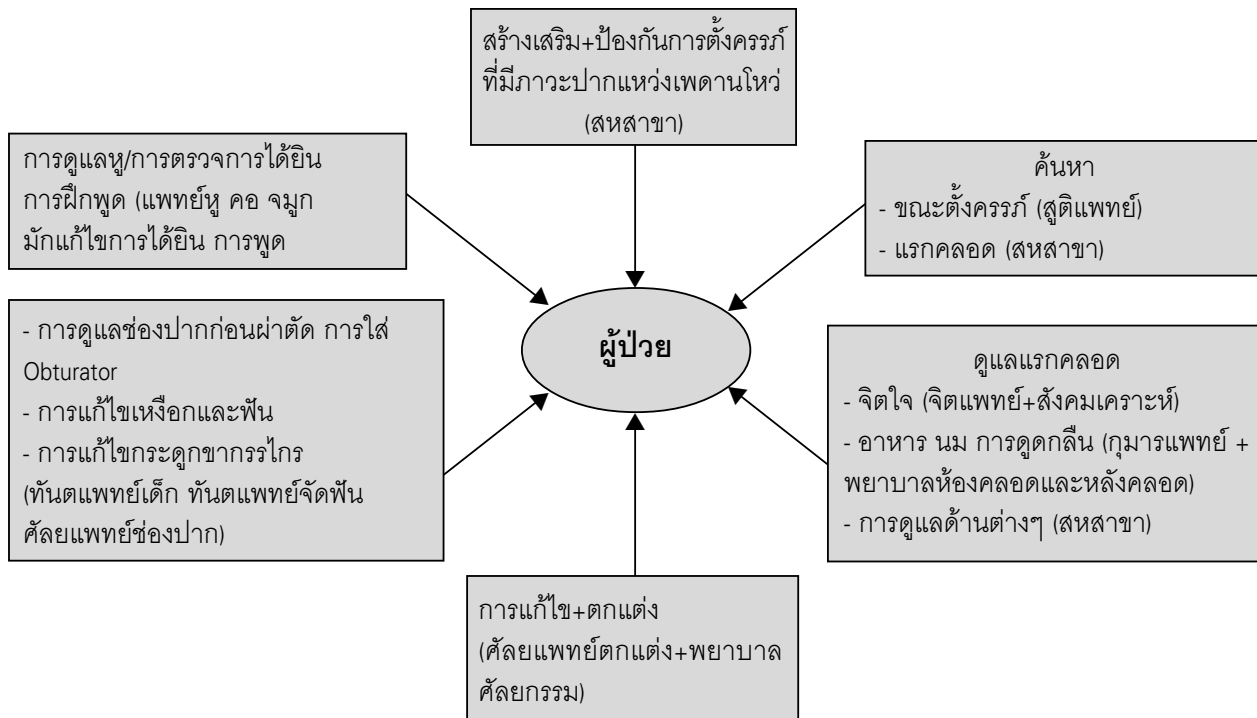 สร้างเสริม+ป้องกันการตั้งครรภ์
ที่มีภาวะปากแหว่งเพดานโหว่
(สหสาขา)
การดูแลหู/การตรวจการได้ยิน
การฝึกพูด (แพทย์หู คอ จมูก
มักแก้ไขการได้ยิน การพูด
ค้นหา
- ขณะตั้งครรภ์ (สูติแพทย์)
- แรกคลอด (สหสาขา)
- การดูแลช่องปากก่อนผ่าตัด การใส่
Obturator
- การแก้ไขเหงือกและฟัน
- การแก้ไขกระดูกขากรรไกร
(ทันตแพทย์เด็ก ทันตแพทย์จัดฟัน
ศัลยแพทย์ช่องปาก)
ผู้ป่วย
ดูแลแรกคลอด
- จิตใจ (จิตแพทย์+สังคมเคราะห์)
- อาหาร นม การดูดกลืน (กุมารแพทย์ +
พยาบาลห้องคลอดและหลังคลอด)
- การดูแลด้านต่างๆ (สหสาขา)
การแก้ไข+ตกแต่ง
(ศัลยแพทย์ตกแต่ง+พยาบาล
ศัลยกรรม)